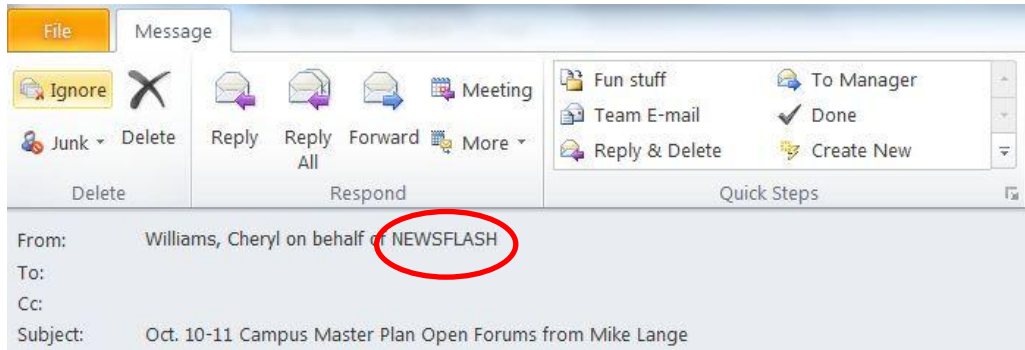 File Message
Ignore
Junk
Delete
Reply
Reply All
Forward
Meeting
More
Fun stuff
Team E-mail
Reply & Delete
To Manager
Done
Create New
Delete Respond Quick Steps
From: Williams, Cheryl on behalf of NEWSFLASH
To:
Cc:
Subject: Oct. 10-11 Campus Master Plan Open Forums from Mike Lange